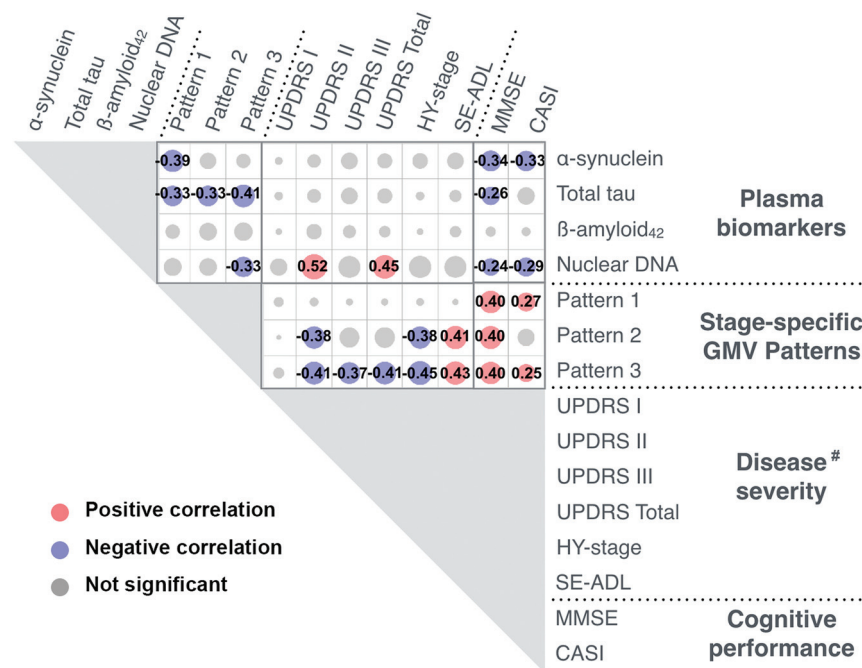 α-synuclein
Total tau
ß-amyloid42
Nuclear DNA
Pattern 1
Pattern 2
Pattern 3
UPDRS I
UPDRS II
UPDRS III
UPDRS Total
HY-stage
SE-ADL
MMSE
CASI
-0.39 -0.34 -0.33 α-synuclein
-0.33 -0.33 -0.41 -0.26 Total tau
ß-amyloid42
Plasma
biomarkers
-0.33 0.52 0.45 -0.24 -0.29 Nuclear DNA
0.40 0.27 Pattern 1
-0.38 -0.38 0.41 0.40 Pattern 2
Stage-specific
GMV Patterns
-0.41 -0.37 -0.41 -0.45 0.43 0.40 0.25 Pattern 3
UPDRS I
UPDRS II
UPDRS III
UPDRS Total
HY-stage
SE-ADL
Disease #
severity
MMSE
CASI
Cognitive
performance
Positive correlation
Negative correlation
Not significant